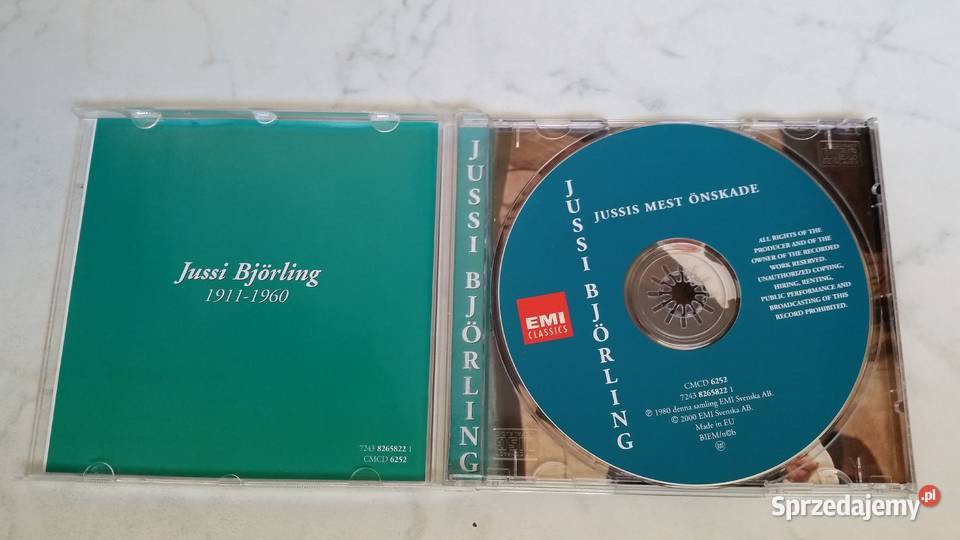 Jussi Björling
1911-1960
7243 8265822 1
CMCD 6252
JUSSI BJÖRLING
JUSSI BJÖRLING
JUSSIS MEST ÖNSKADE
ALL RIGHTS OF THE
PRODUCER AND OF THE
OWNER OF THE RECORDED
WORK RESERVED.
UNAUTHORIZED COPYING,
HIRING, RENTING,
PUBLIC PERFORMANCE AND
BROADCASTING OF THIS
RECORD PROHIBITED.
EMI
CLASSICS
CMCD 6252
7243 8265822 1
℗ 1980 denna samling EMI Svenska AB.
© 2000 EMI Svenska AB.
Made in EU
BIEM/n©b
Sprzedajemy.pl